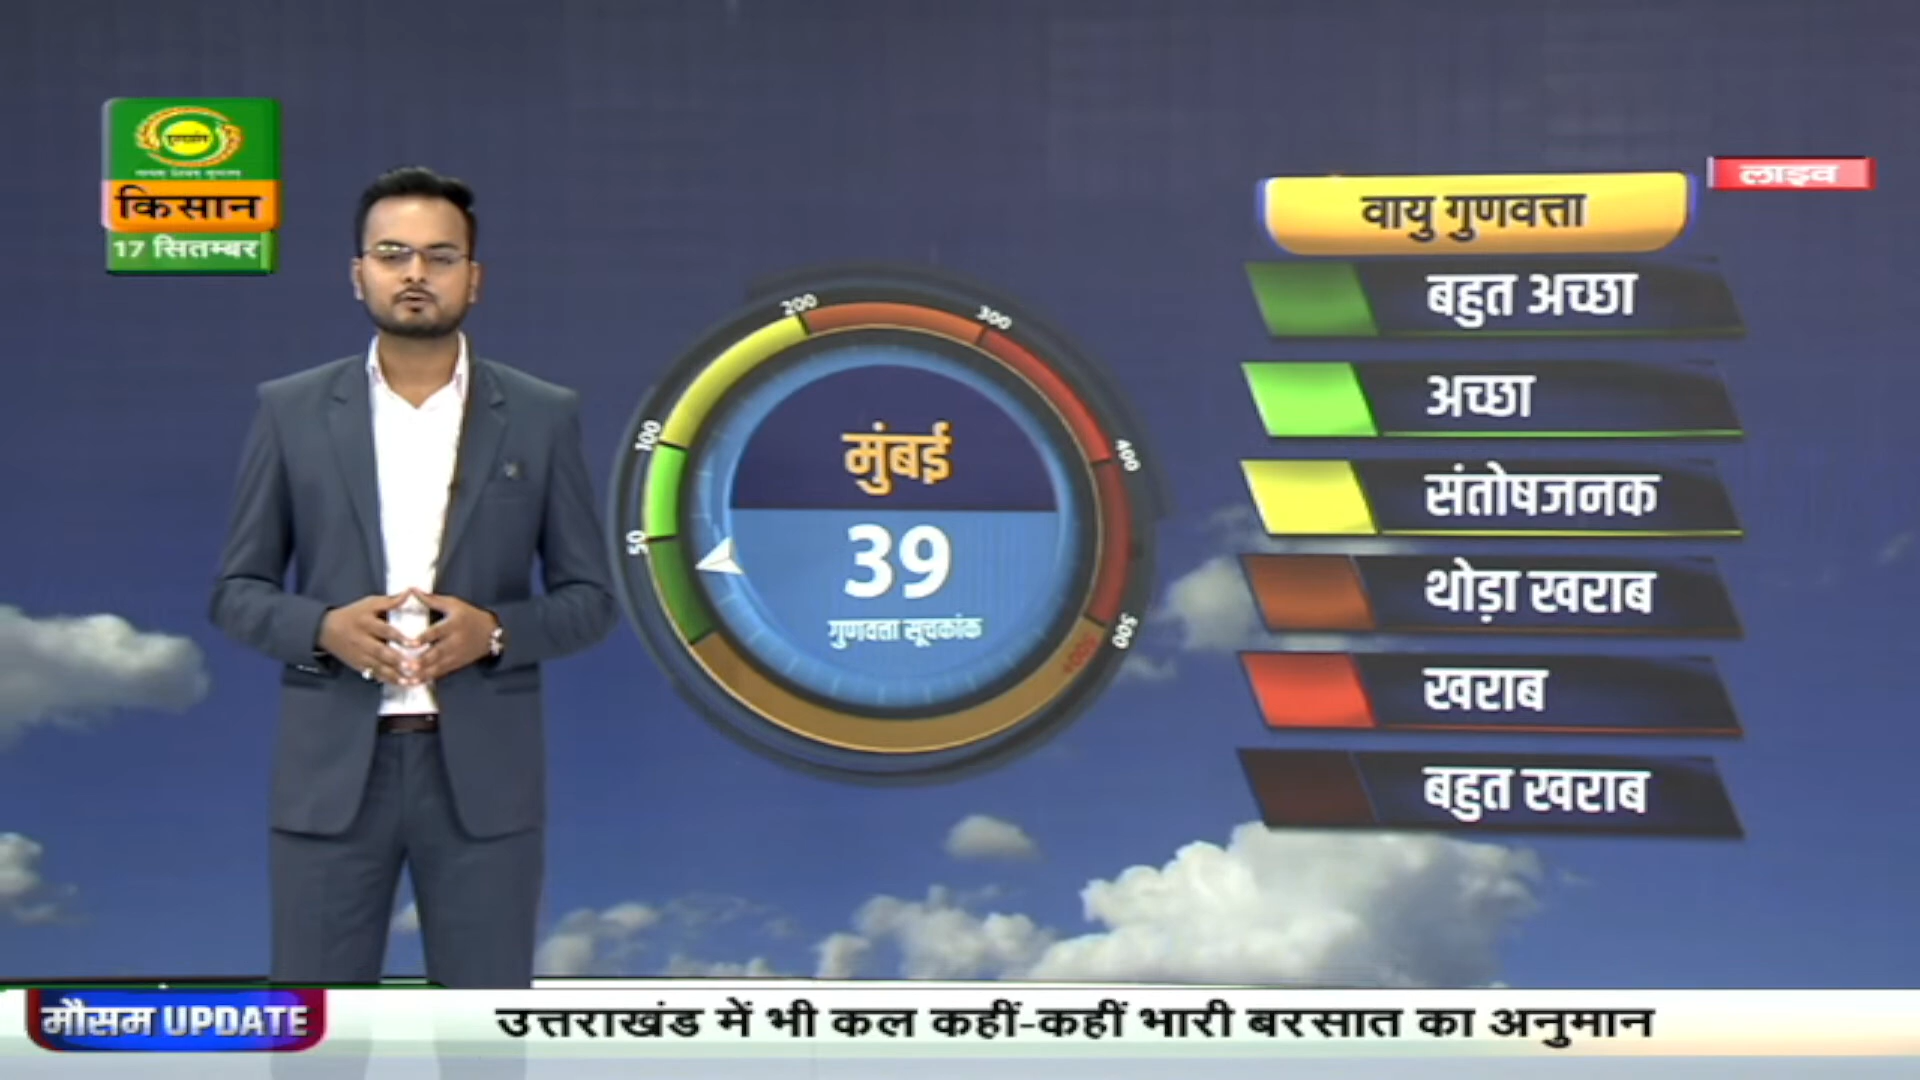 किसान
17 सितम्बर
लाइव
वायु गुणवत्ता
बहुत अच्छा
अच्छा
संतोषजनक
थोड़ा खराब
खराब
बहुत खराब
50
100
200
300
400
500
500+
मुंबई
39
गुणवत्ता सूचकांक
मौसम UPDATE
उत्तराखंड में भी कल कहीं-कहीं भारी बरसात का अनुमान